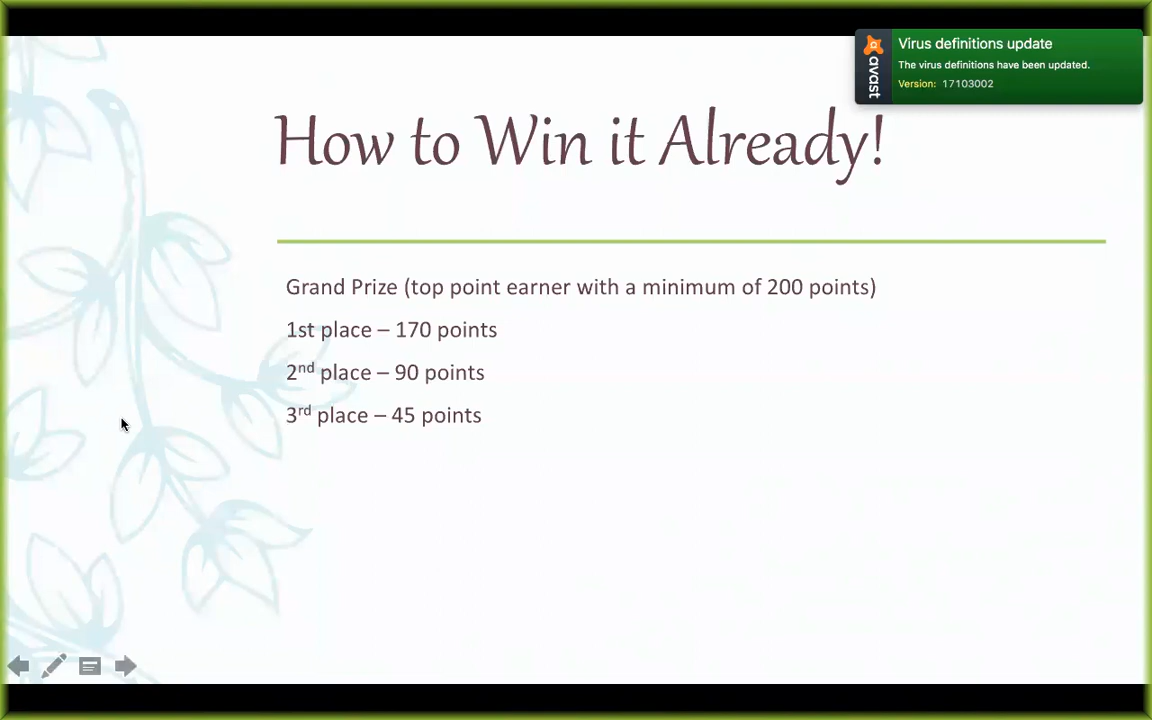 Virus definitions update
The virus definitions have been updated.
Version: 17103002
avast
How to Win it Already!
Grand Prize (top point earner with a minimum of 200 points)
1st place – 170 points
2nd place – 90 points
3rd place – 45 points